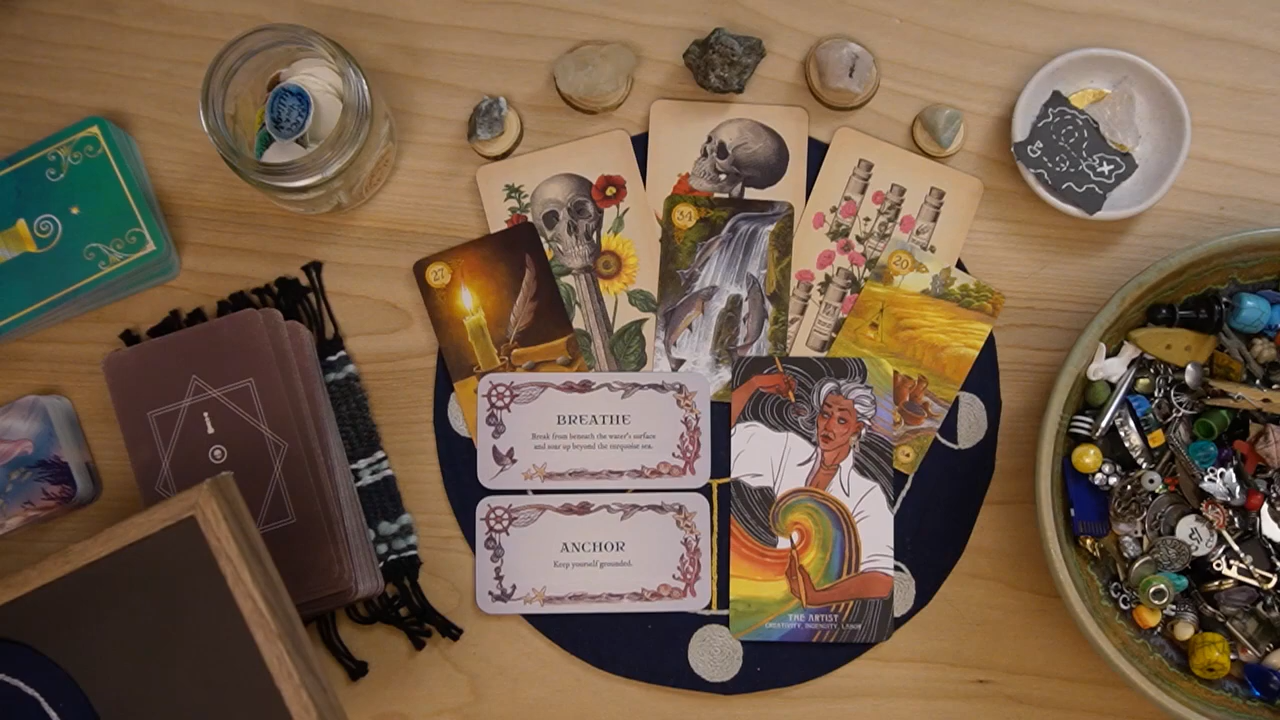 34
27
20
BREATHE
Break from beneath the water's surface
and soar up beyond the turquoise sea.
ANCHOR
Keep yourself grounded.
THE ARTIST
CREATIVITY, INGENUITY, LABOR